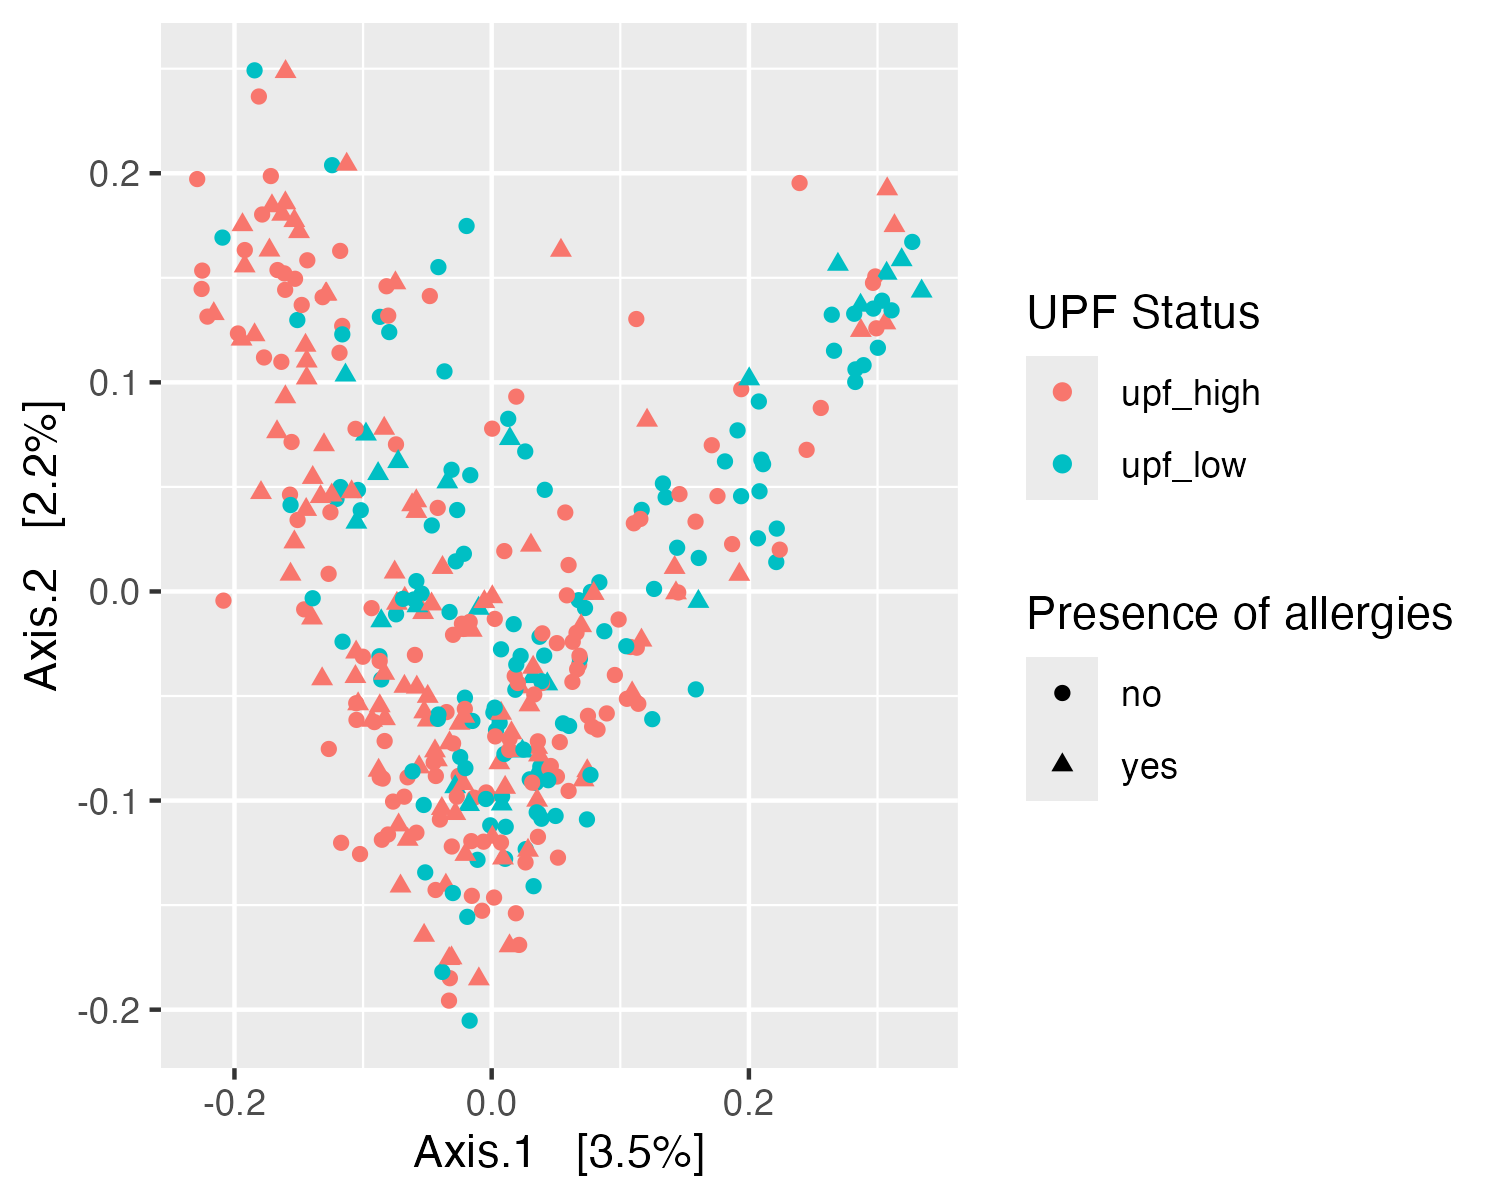 0.2
0.1
0.0
-0.1
-0.2
Axis.2 [2.2%]
-0.2 0.0 0.2
Axis.1 [3.5%]
UPF Status
upf_high
upf_low
Presence of allergies
no
yes